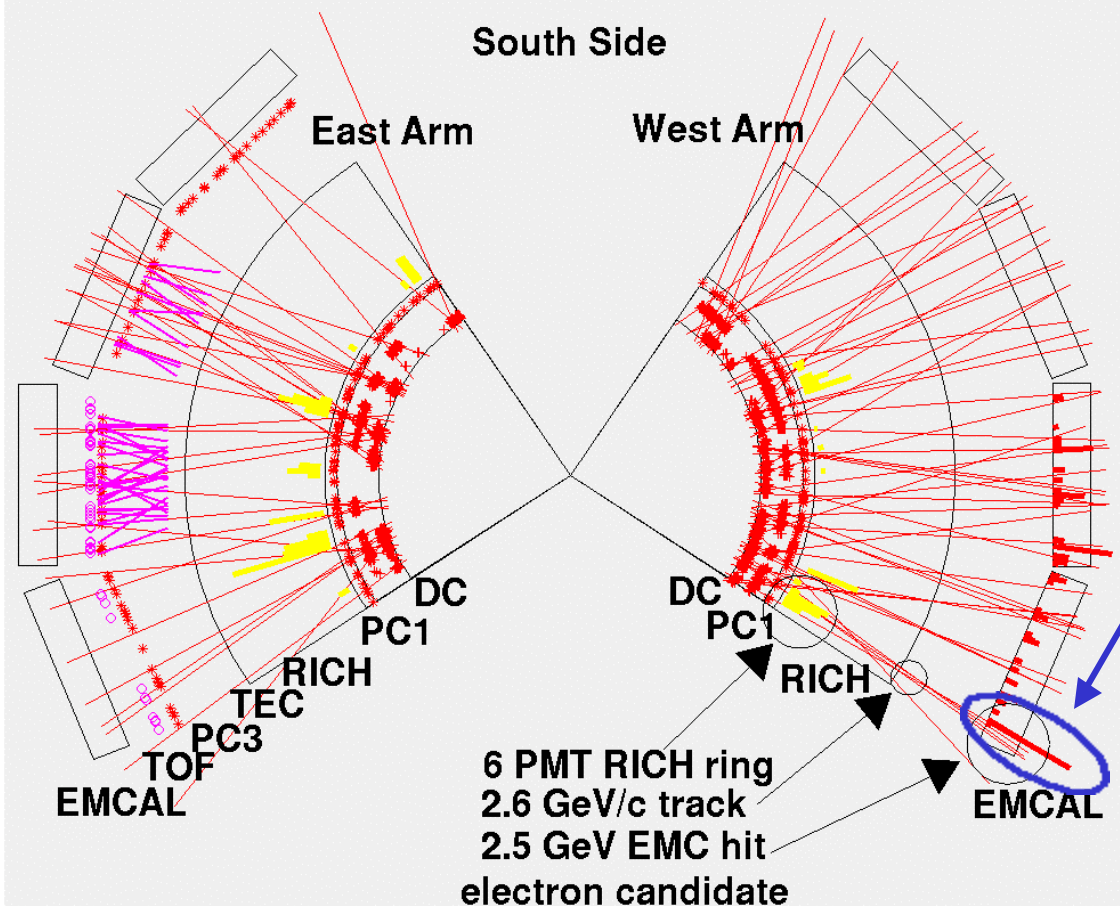 South Side
East Arm
West Arm
DC
PC1
RICH
TEC
PC3
TOF
EMCAL
DC
PC1
RICH
EMCAL
6 PMT RICH ring
2.6 GeV/c track
2.5 GeV EMC hit
electron candidate